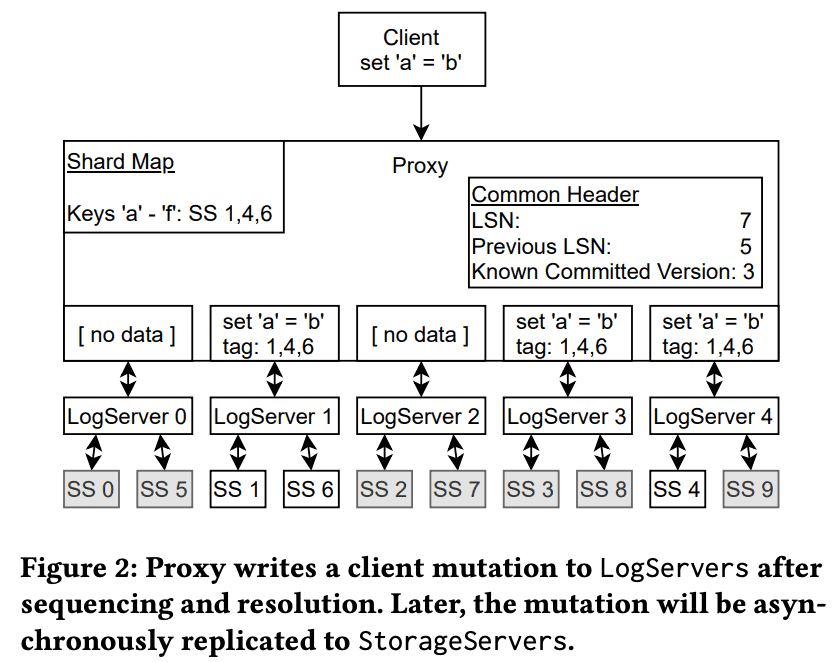 Client
set 'a' = 'b'
Shard Map
Keys 'a' - 'f': SS 1,4,6
Proxy
Common Header
LSN: 7
Previous LSN: 5
Known Committed Version: 3
[ no data ]
set 'a' = 'b'
tag: 1,4,6
[ no data ]
set 'a' = 'b'
tag: 1,4,6
set 'a' = 'b'
tag: 1,4,6
LogServer 0
LogServer 1
LogServer 2
LogServer 3
LogServer 4
SS 0
SS 5
SS 1
SS 6
SS 2
SS 7
SS 3
SS 8
SS 4
SS 9
Figure 2: Proxy writes a client mutation to LogServers after
sequencing and resolution. Later, the mutation will be asyn-
chronously replicated to StorageServers.